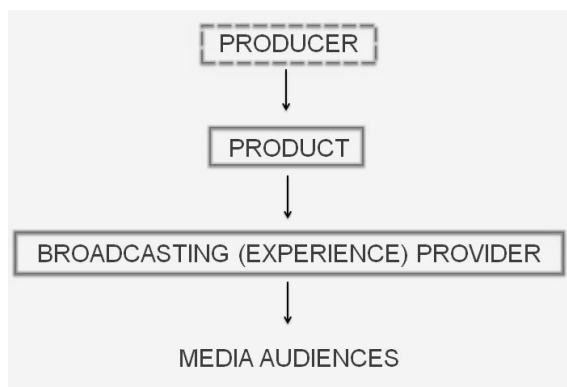 PRODUCER
PRODUCT
BROADCASTING (EXPERIENCE) PROVIDER
MEDIA AUDIENCES